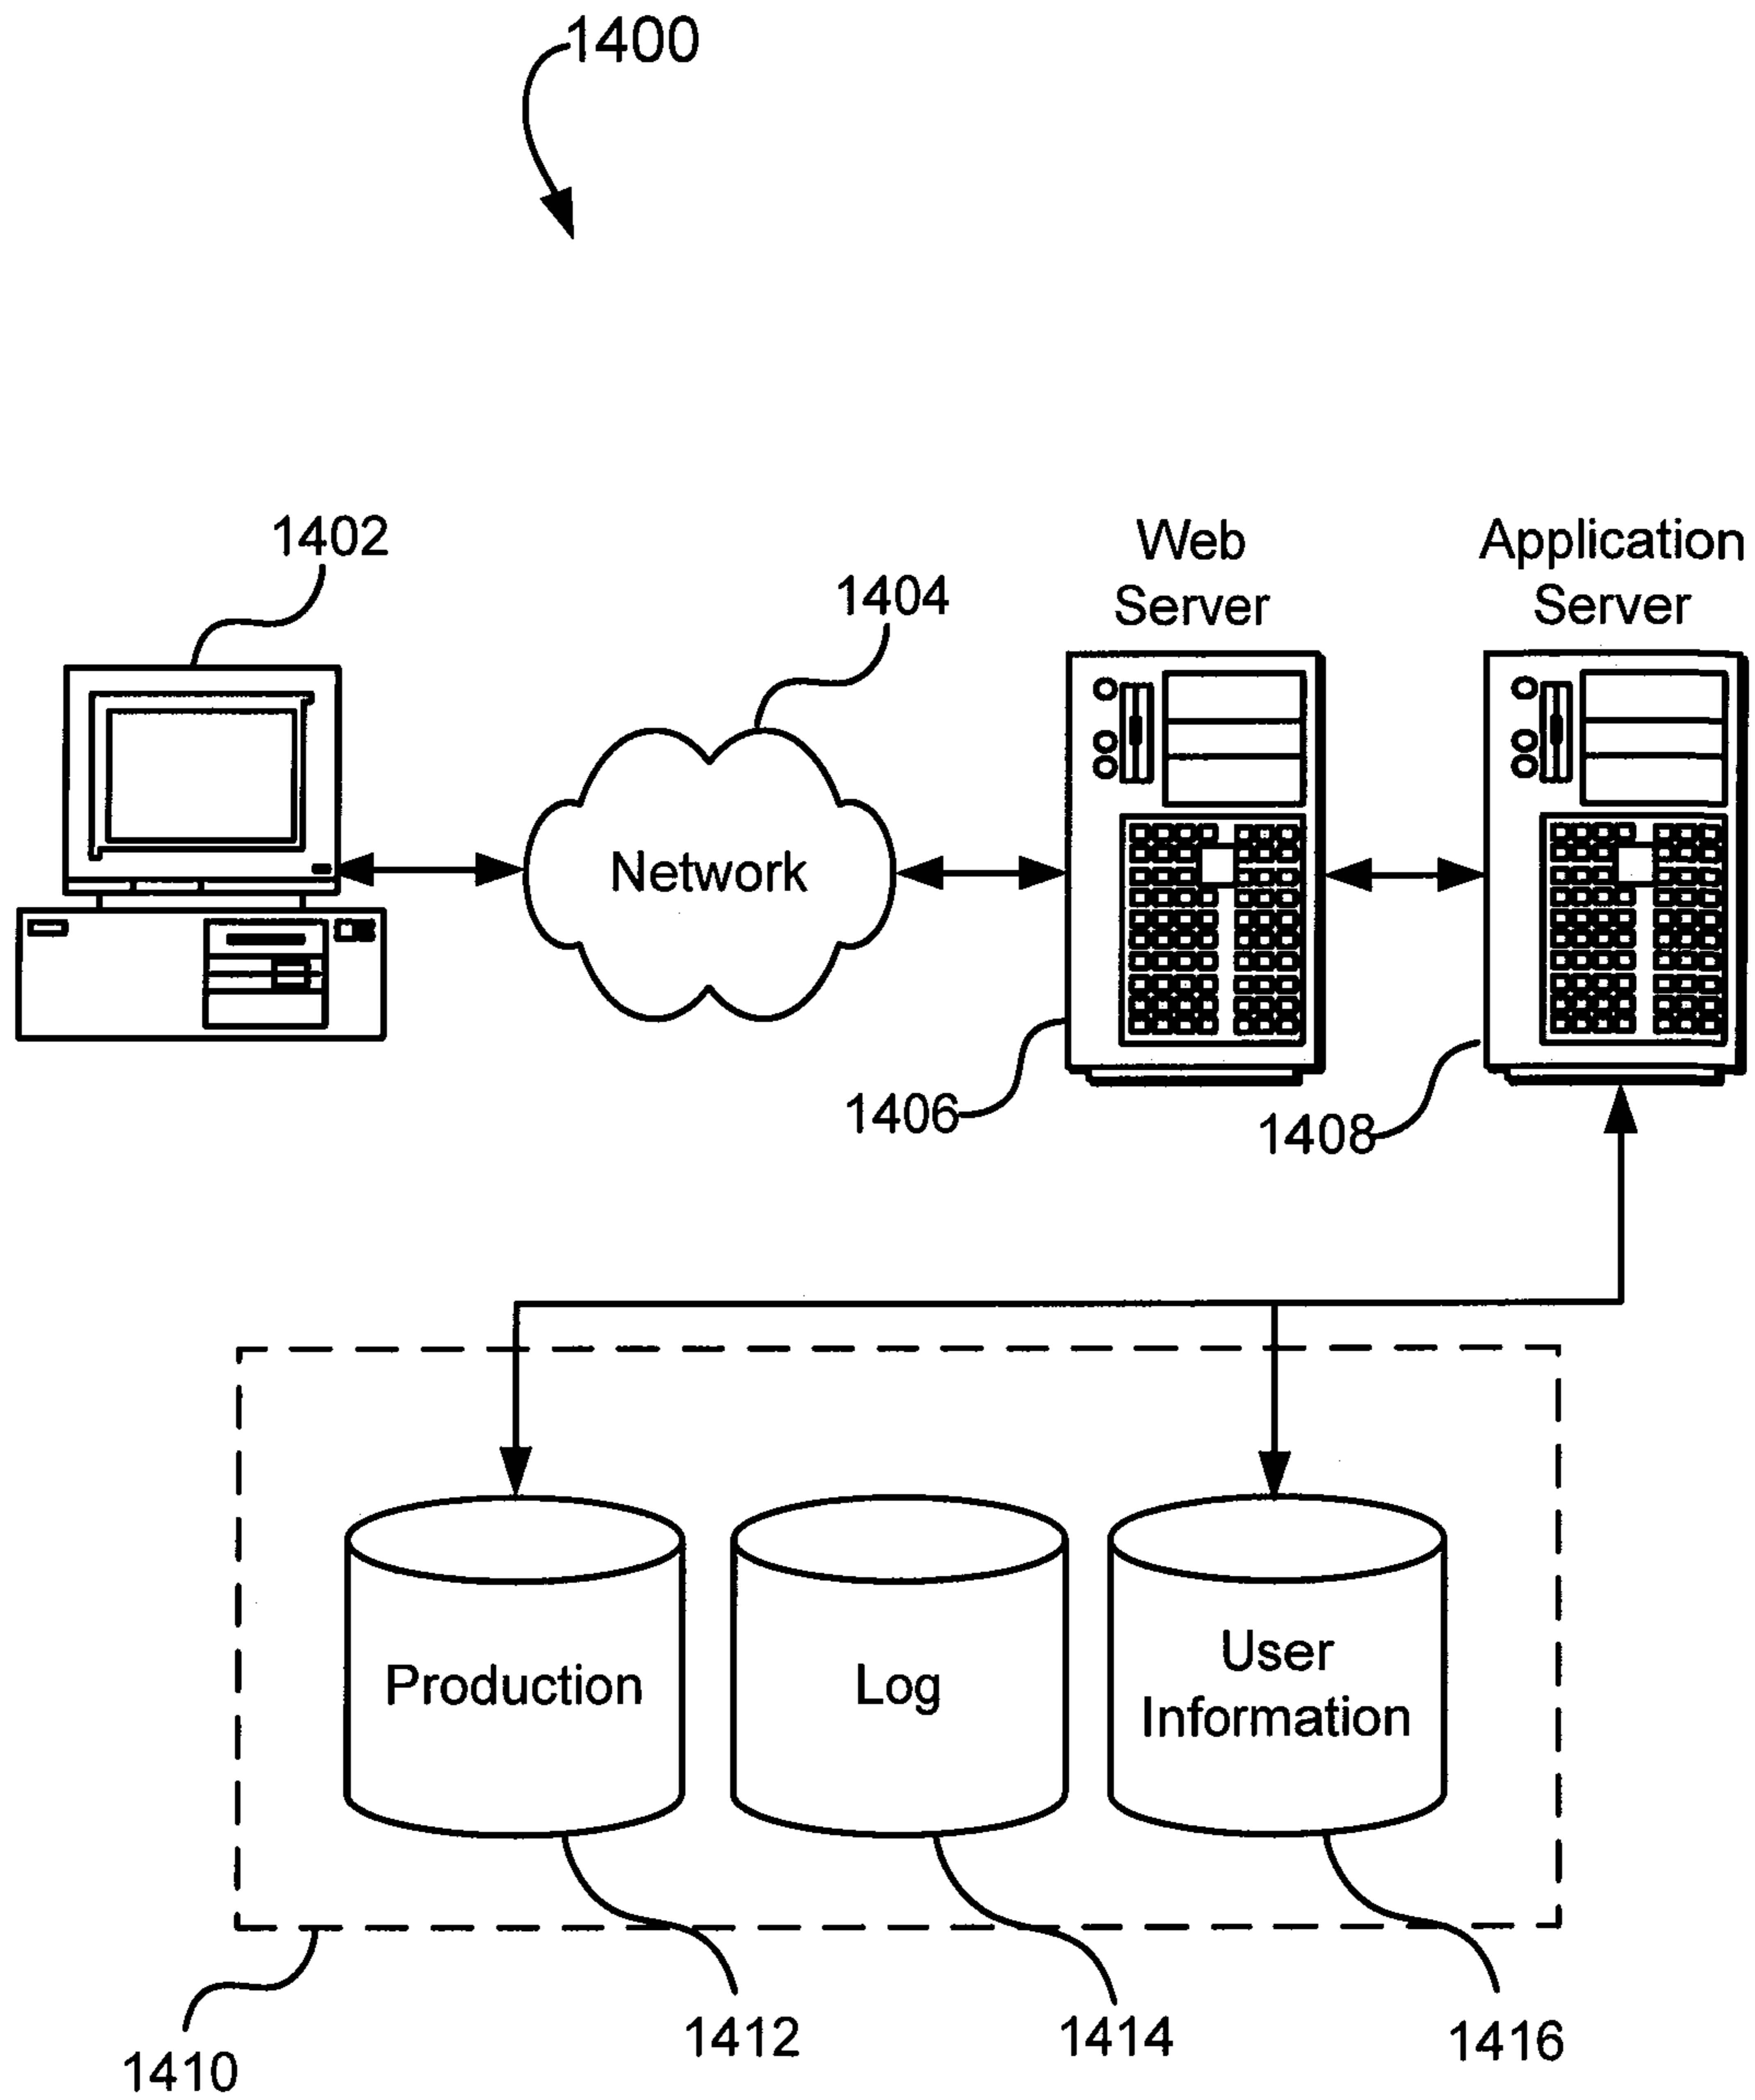 1400
1402
1404
Web
Server
Application
Server
Network
1406
1408
Production
Log
User
Information
1410
1412
1414
1416